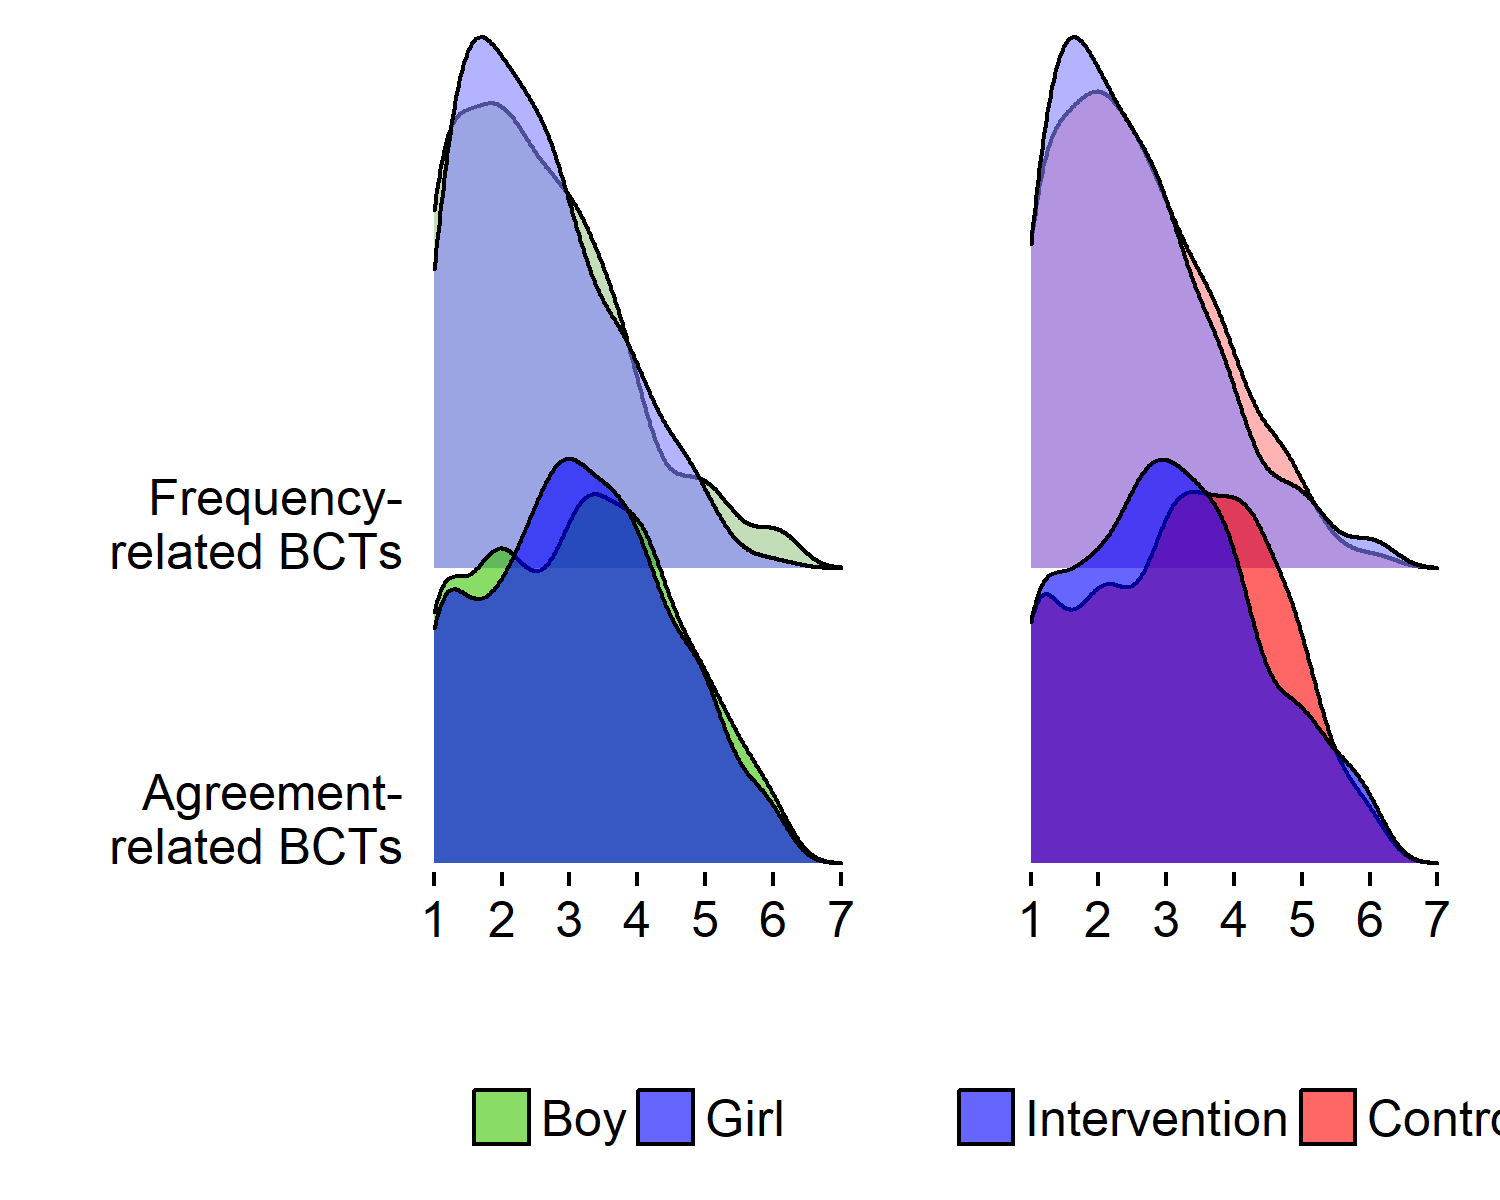 Frequency-
related BCTs
Agreement-
related BCTs
1 2 3 4 5 6 7
1 2 3 4 5 6 7
Boy Girl
Intervention Contro